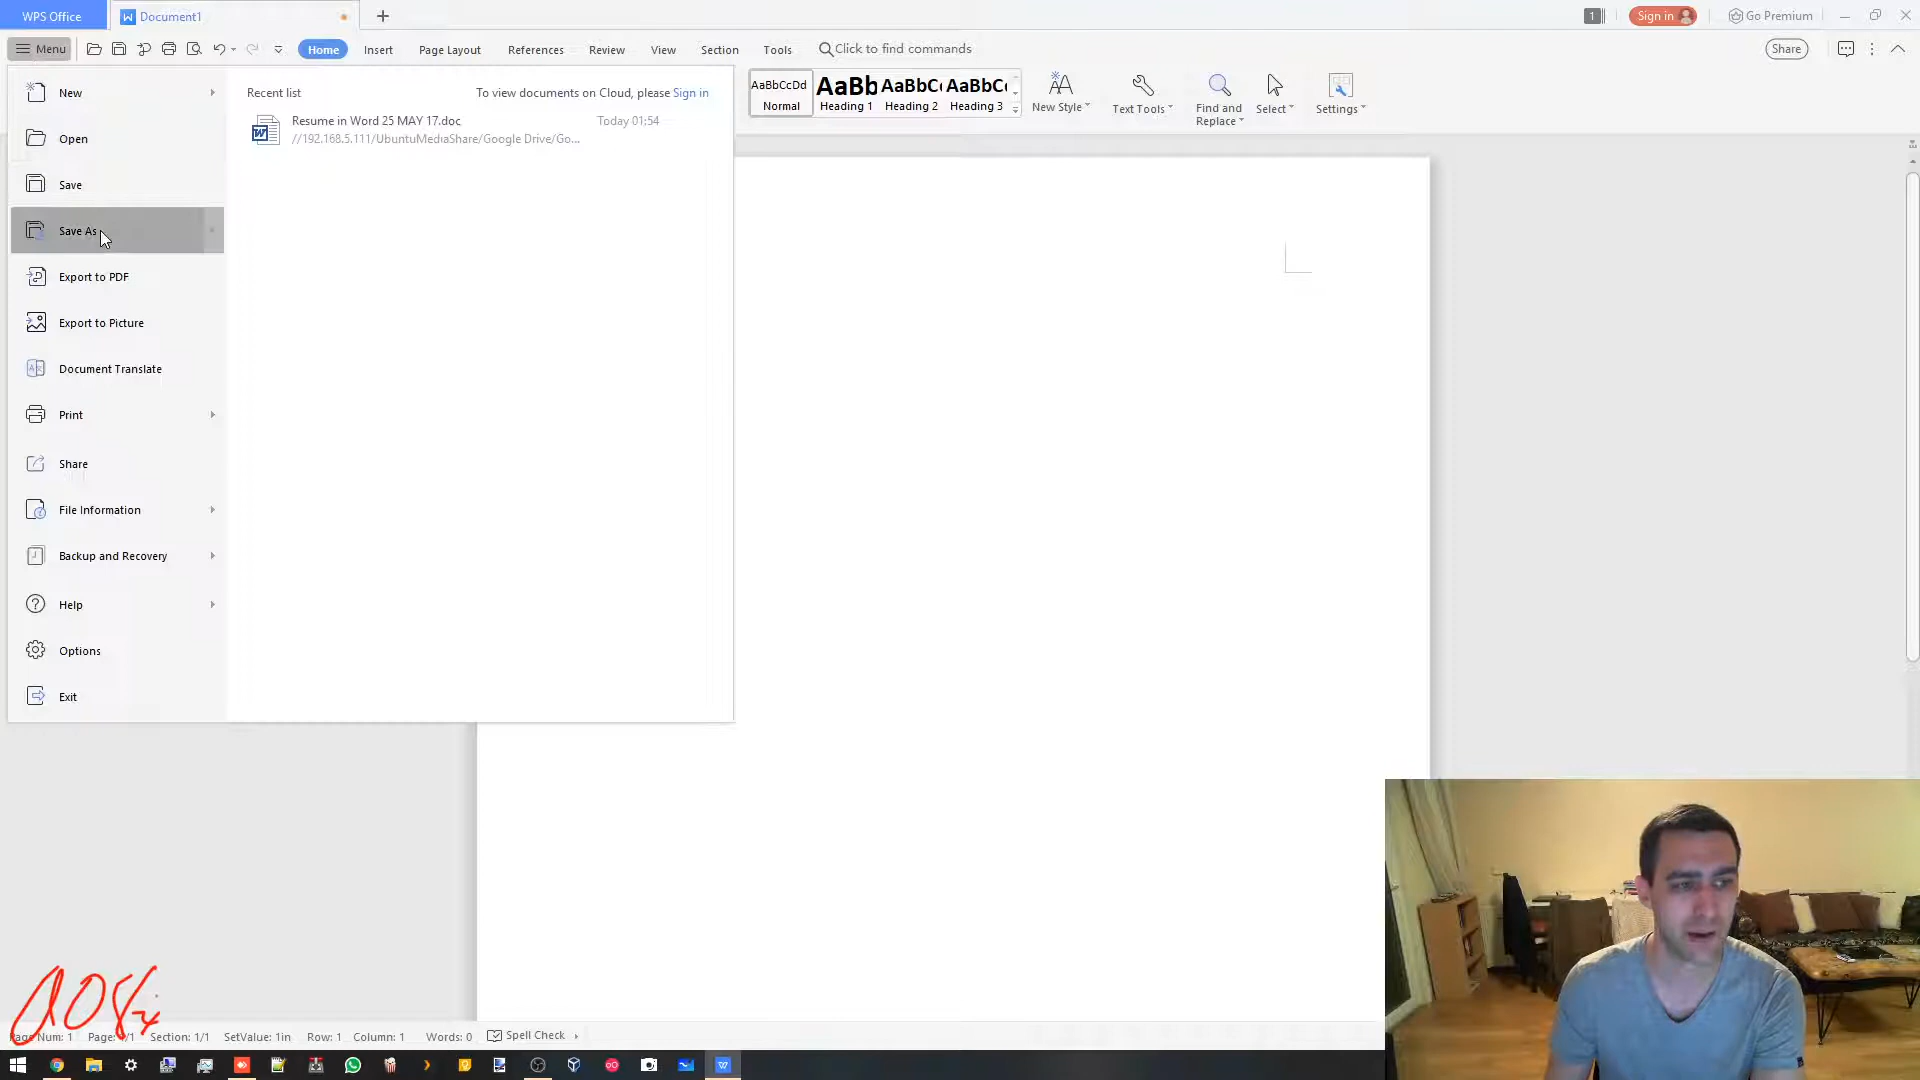 WPS Office
Document1
1
Sign in
Go Premium
Menu
Home
Insert
Page Layout
References
Review
View
Section
Tools
Click to find commands
Share
New
Open
Save
Save As
Export to PDF
Export to Picture
Document Translate
Print
Share
File Information
Backup and Recovery
Help
Options
Exit
Recent list
To view documents on Cloud, please Sign in
Resume in Word 25 MAY 17.doc
Today 01:54
//192.168.5.111/UbuntuMediaShare/Google Drive/Go...
AaBbCcDd
Normal
AaBb
Heading 1
AaBbC
Heading 2
AaBbC
Heading 3
New Style
Text Tools
Find and
Replace
Select
Settings
Num: 1
Page:
/1
Section: 1/1
SetValue: 1in
Row: 1
Column: 1
Words: 0
Spell Check